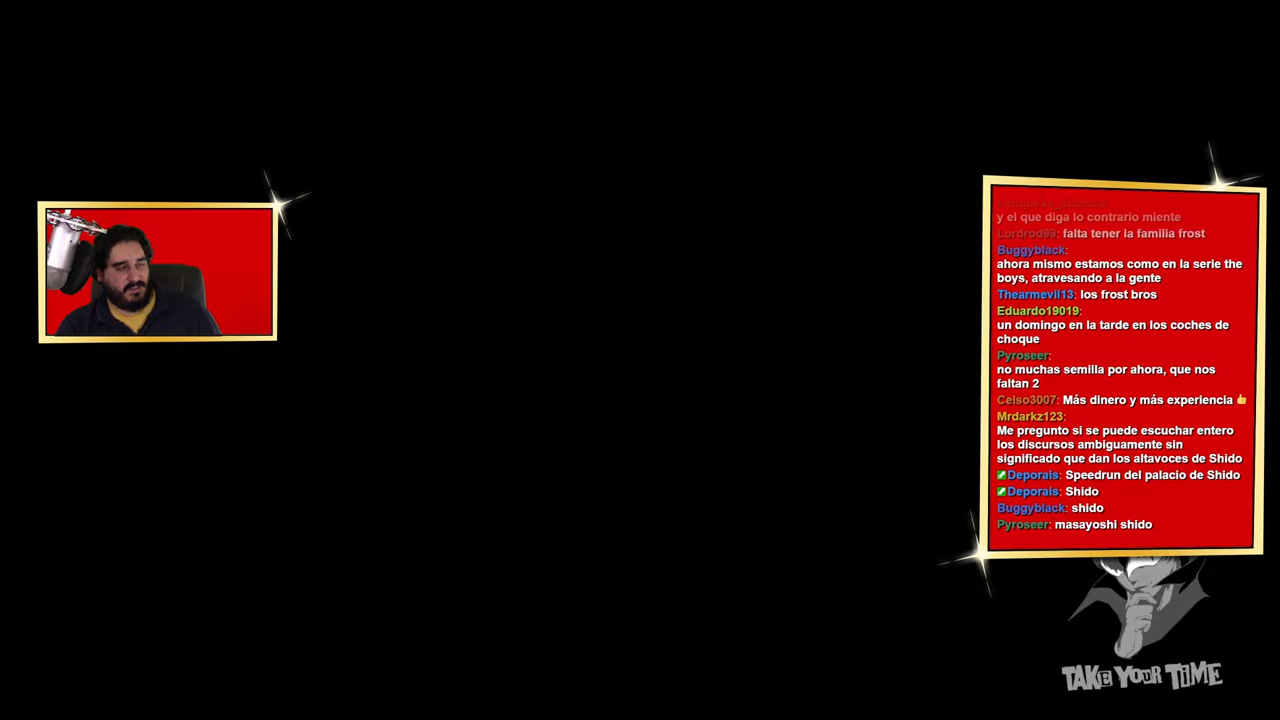 y el que diga lo contrario miente
Lordrod99: falta tener la familia frost
Buggyblack:
ahora mismo estamos como en la serie the
boys, atravesando a la gente
Thearmevil13: los frost bros
Eduardo19019:
un domingo en la tarde en los coches de
choque
Pyroseer:
no muchas semilla por ahora, que nos
faltan 2
Celso3007: Más dinero y más experiencia 👍
Mrdarkz123:
Me pregunto si se puede escuchar entero
los discursos ambiguamente sin
significado que dan los altavoces de Shido
Deporais: Speedrun del palacio de Shido
Deporais: Shido
Buggyblack: shido
Pyroseer: masayoshi shido
TAKE YOUR TIME